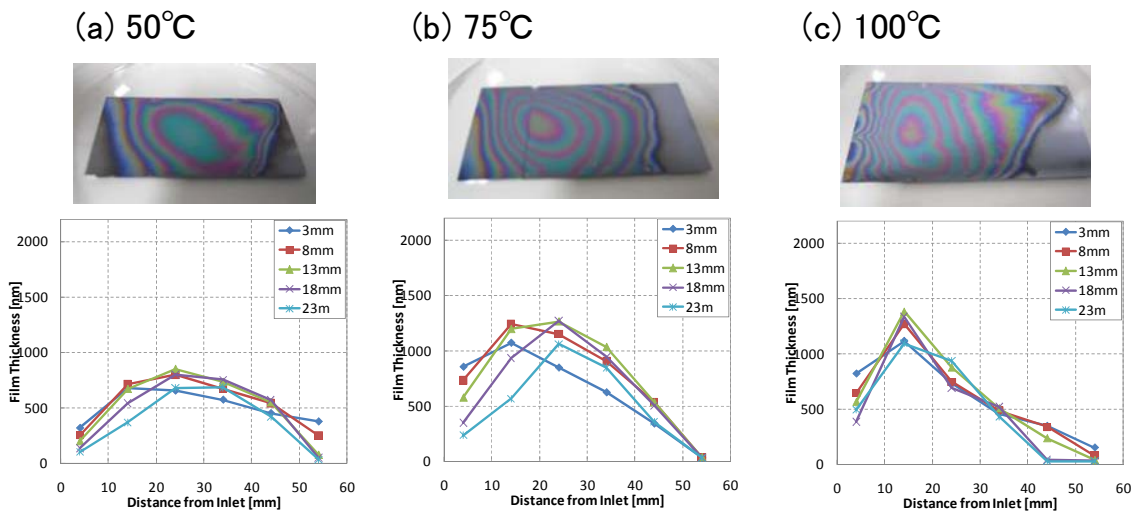 (a) 50℃
(b) 75℃
(c) 100℃
Film Thickness [nm]
2000
1500
1000
500
0
0 10 20 30 40 50 60
Distance from Inlet [mm]
3mm
8mm
13mm
18mm
23m
Film Thickness [nm]
2000
1500
1000
500
0
0 10 20 30 40 50 60
Distance from Inlet [mm]
3mm
8mm
13mm
18mm
23m
Film Thickness [nm]
2000
1500
1000
500
0
0 10 20 30 40 50 60
Distance from Inlet [mm]
3mm
8mm
13mm
18mm
23m